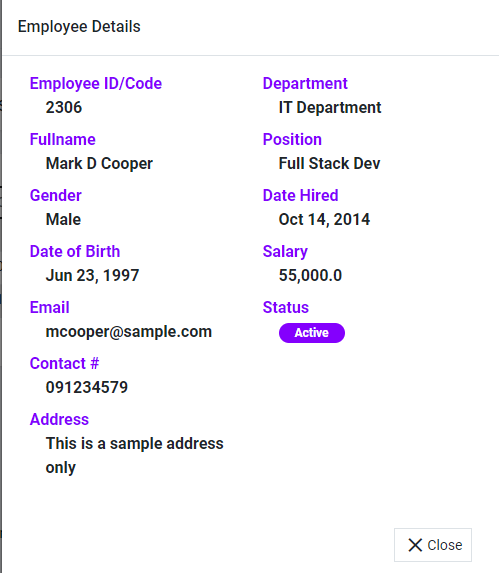 Employee Details
Employee ID/Code
2306
Fullname
Mark D Cooper
Gender
Male
Date of Birth
Jun 23, 1997
Email
mcooper@sample.com
Contact #
091234579
Address
This is a sample address
only
Department
IT Department
Position
Full Stack Dev
Date Hired
Oct 14, 2014
Salary
55,000.0
Status
Active
Close